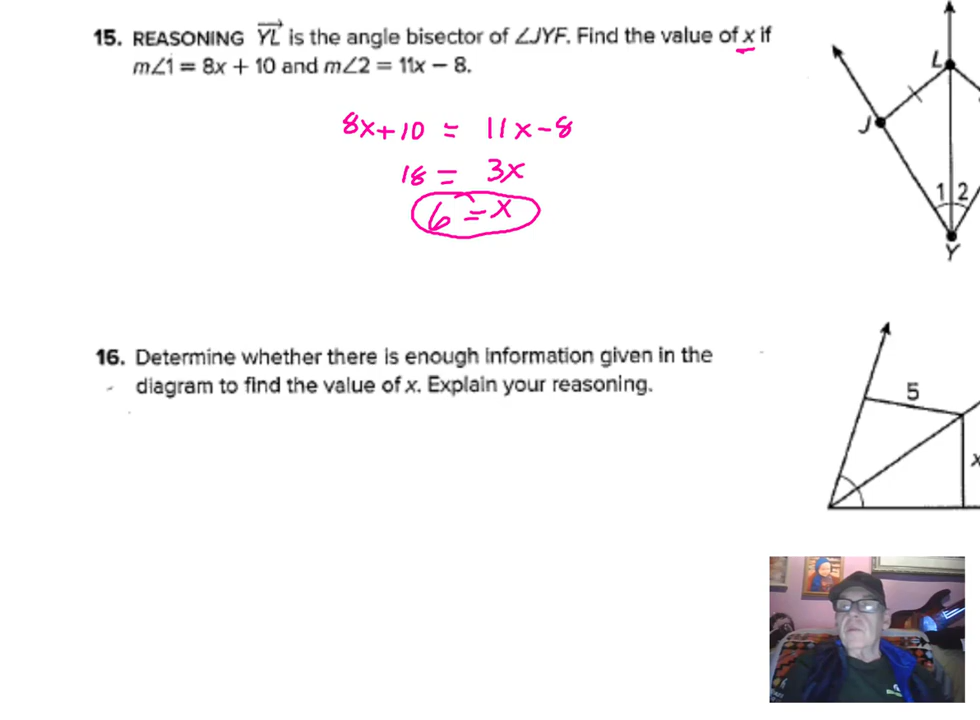 15. REASONING YL is the angle bisector of ∠JYF. Find the value of x if
m∠1 = 8x + 10 and m∠2 = 11x − 8.
8x+10 = 11x-8
18 = 3x
6 = x
L
J
1 2
Y
16. Determine whether there is enough information given in the
diagram to find the value of x. Explain your reasoning.
5
x